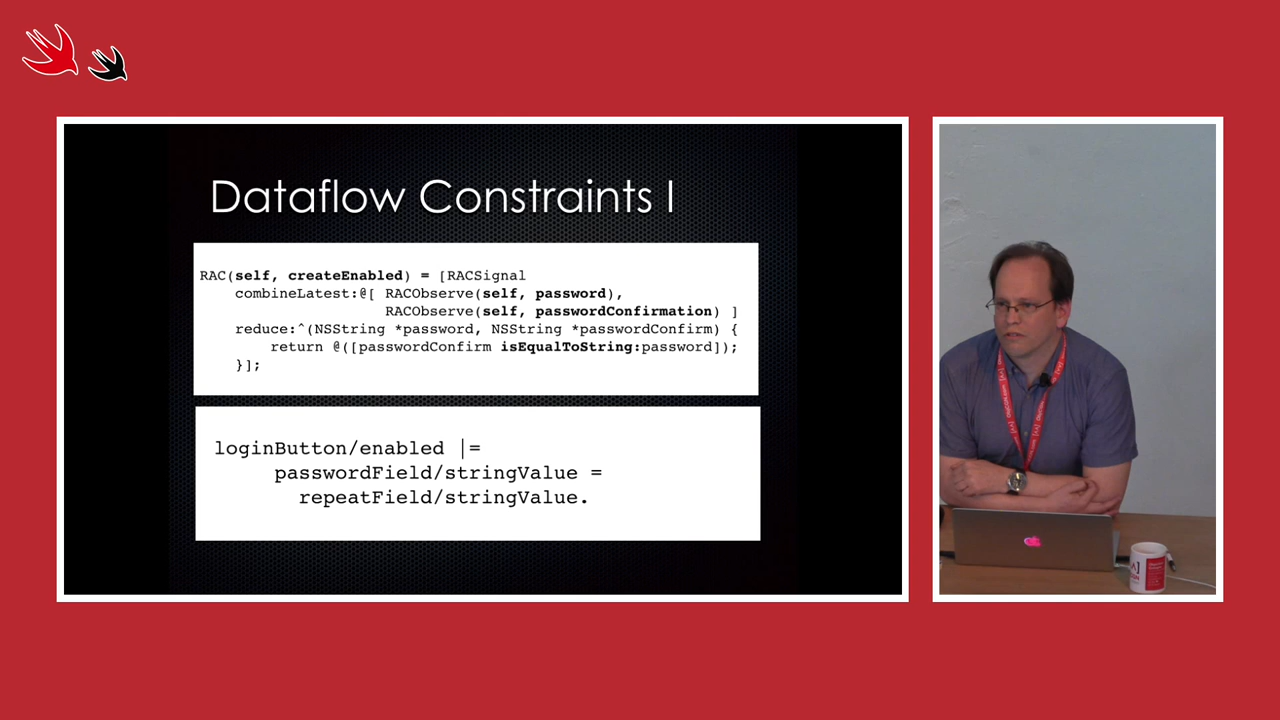 Dataflow Constraints I
RAC(self, createEnabled) = [RACSignal
combineLatest:@[ RACObserve(self, password),
RACObserve(self, passwordConfirmation) ]
reduce:^(NSString *password, NSString *passwordConfirm) {
return @([passwordConfirm isEqualToString:password]);
}];
loginButton/enabled |=
passwordField/stringValue =
repeatField/stringValue.